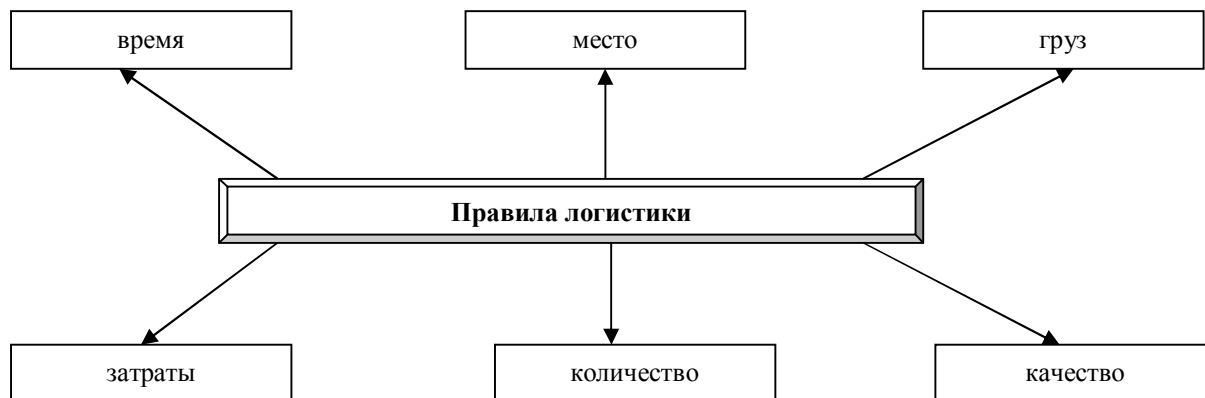 время
место
груз
Правила логистики
затраты
количество
качество